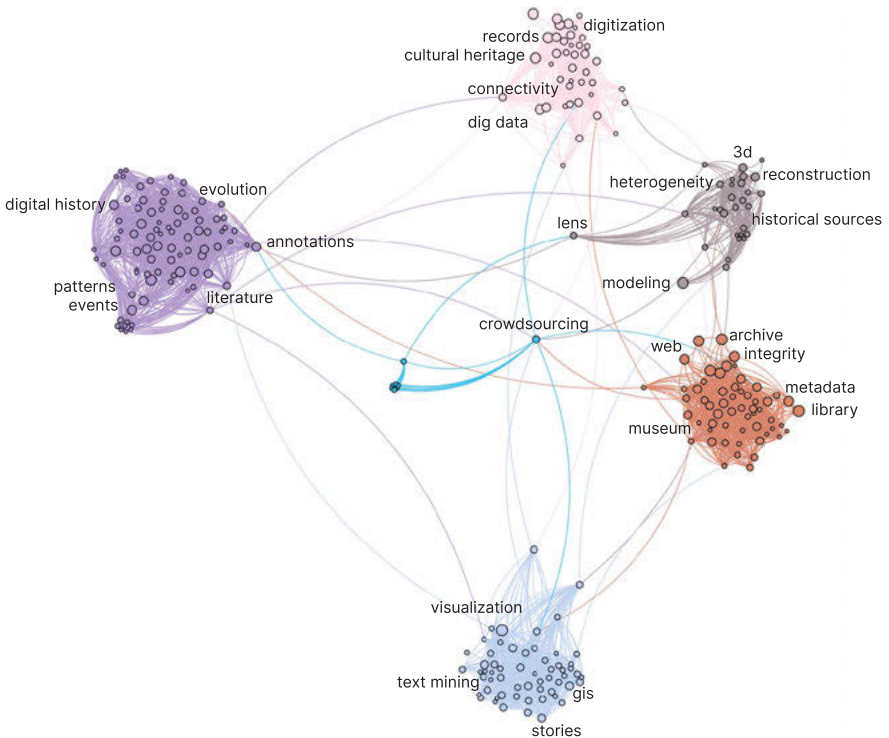 digitization
records
cultural heritage
connectivity
dig data
3d
heterogeneity
reconstruction
historical sources
evolution
digital history
lens
annotations
modeling
patterns
literature
events
crowdsourcing
archive
web
integrity
metadata
library
museum
visualization
text mining
gis
stories